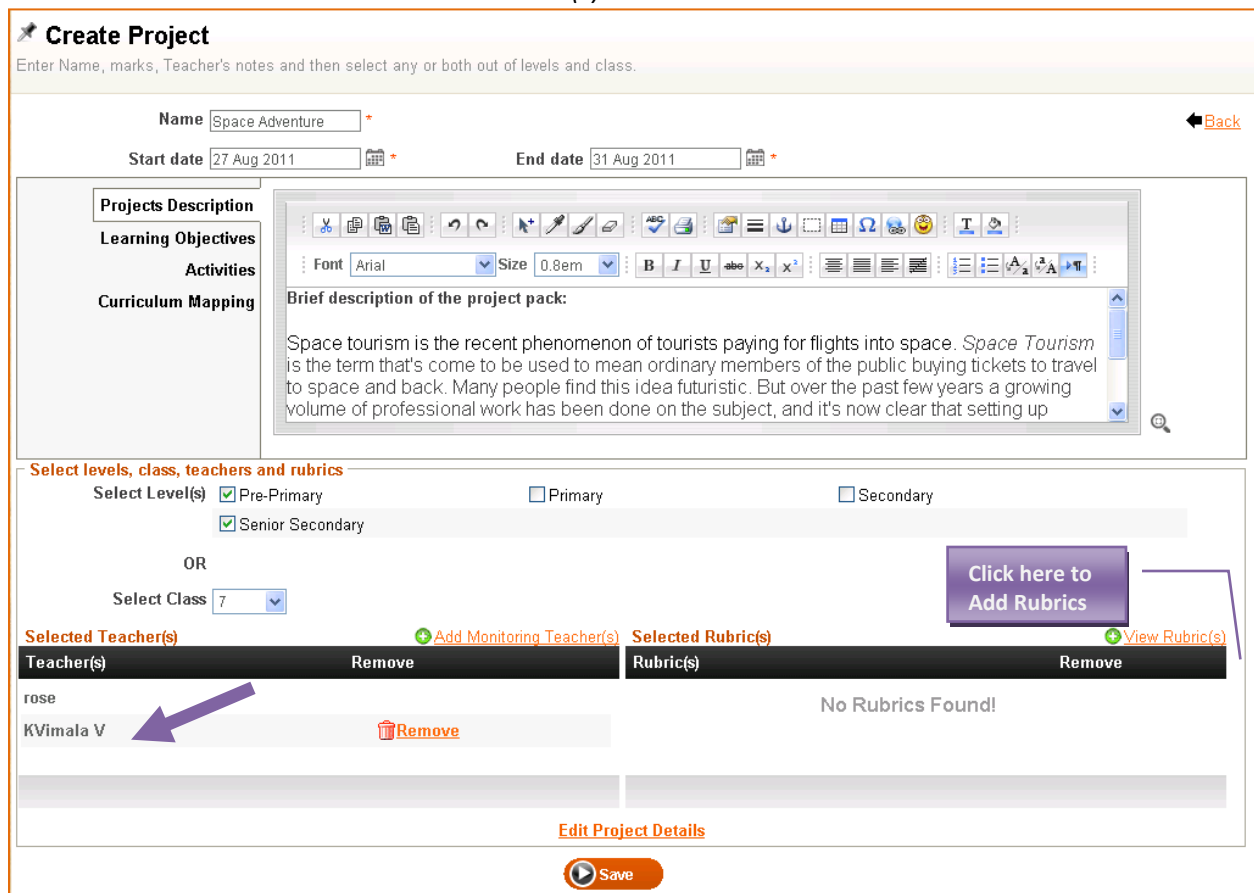 (s)
Create Project
Enter Name, marks, Teacher's notes and then select any or both out of levels and class.
Name Space Adventure *
Back
Start date 27 Aug 2011 * End date 31 Aug 2011 *
Projects Description
Learning Objectives
Activities
Curriculum Mapping
Font Arial Size 0.8em B I U abc X₂ X²
Brief description of the project pack:
Space tourism is the recent phenomenon of tourists paying for flights into space. Space Tourism
is the term that's come to be used to mean ordinary members of the public buying tickets to travel
to space and back. Many people find this idea futuristic. But over the past few years a growing
volume of professional work has been done on the subject, and it's now clear that setting up
Select levels, class, teachers and rubrics
Select Level(s) Pre-Primary Primary Secondary
Senior Secondary
OR
Select Class 7
Click here to
Add Rubrics
Selected Teacher(s) Add Monitoring Teacher(s) Selected Rubric(s) View Rubric(s)
Teacher(s) Remove Rubric(s) Remove
rose
No Rubrics Found!
KVimala V Remove
Edit Project Details
Save